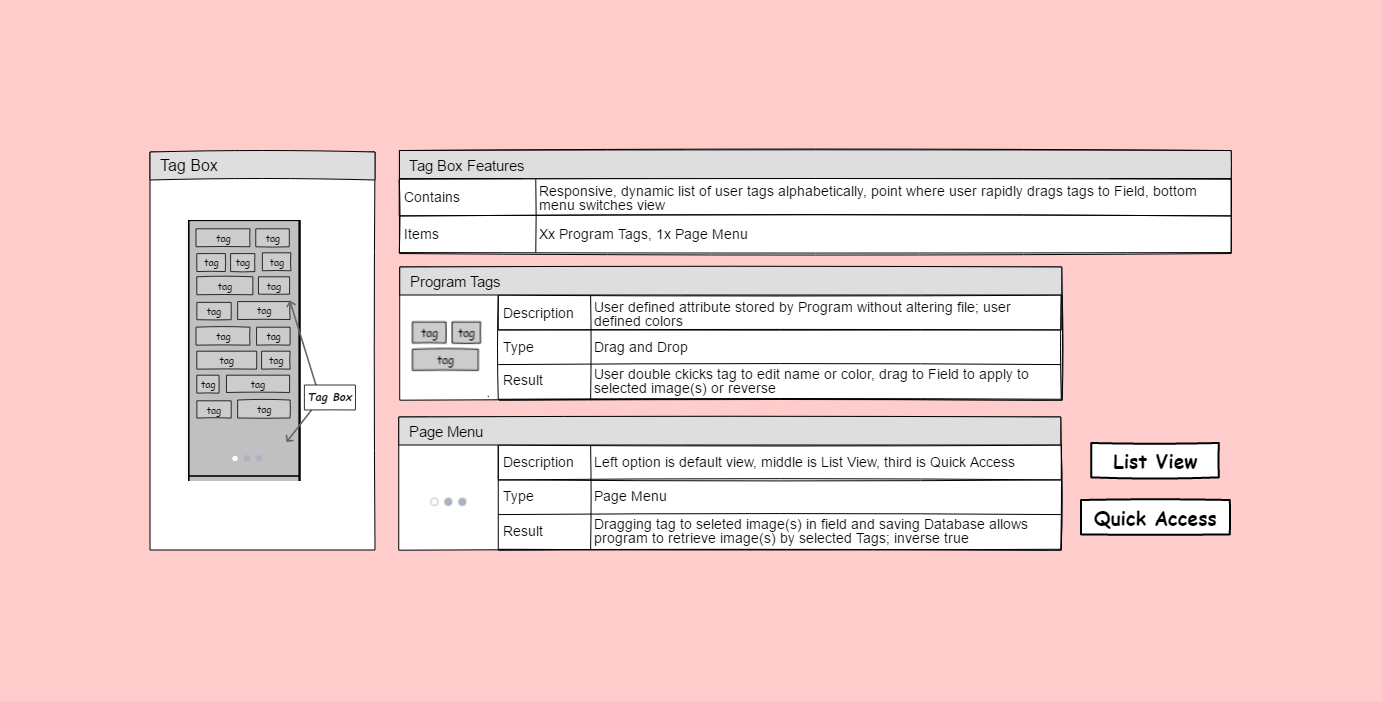 Tag Box
tag tag
tag tag tag
tag tag
tag tag
tag tag
tag tag
tag tag
tag tag
Tag Box
Tag Box Features
Contains
Responsive, dynamic list of user tags alphabetically, point where user rapidly drags tags to Field, bottom
menu switches view
Items
Xx Program Tags, 1x Page Menu
Program Tags
tag tag
tag
Description
User defined attribute stored by Program without altering file; user
defined colors
Type
Drag and Drop
Result
User double ckicks tag to edit name or color, drag to Field to apply to
selected image(s) or reverse
Page Menu
Description
Left option is default view, middle is List View, third is Quick Access
Type
Page Menu
Result
Dragging tag to seleted image(s) in field and saving Database allows
program to retrieve image(s) by selected Tags; inverse true
List View
Quick Access